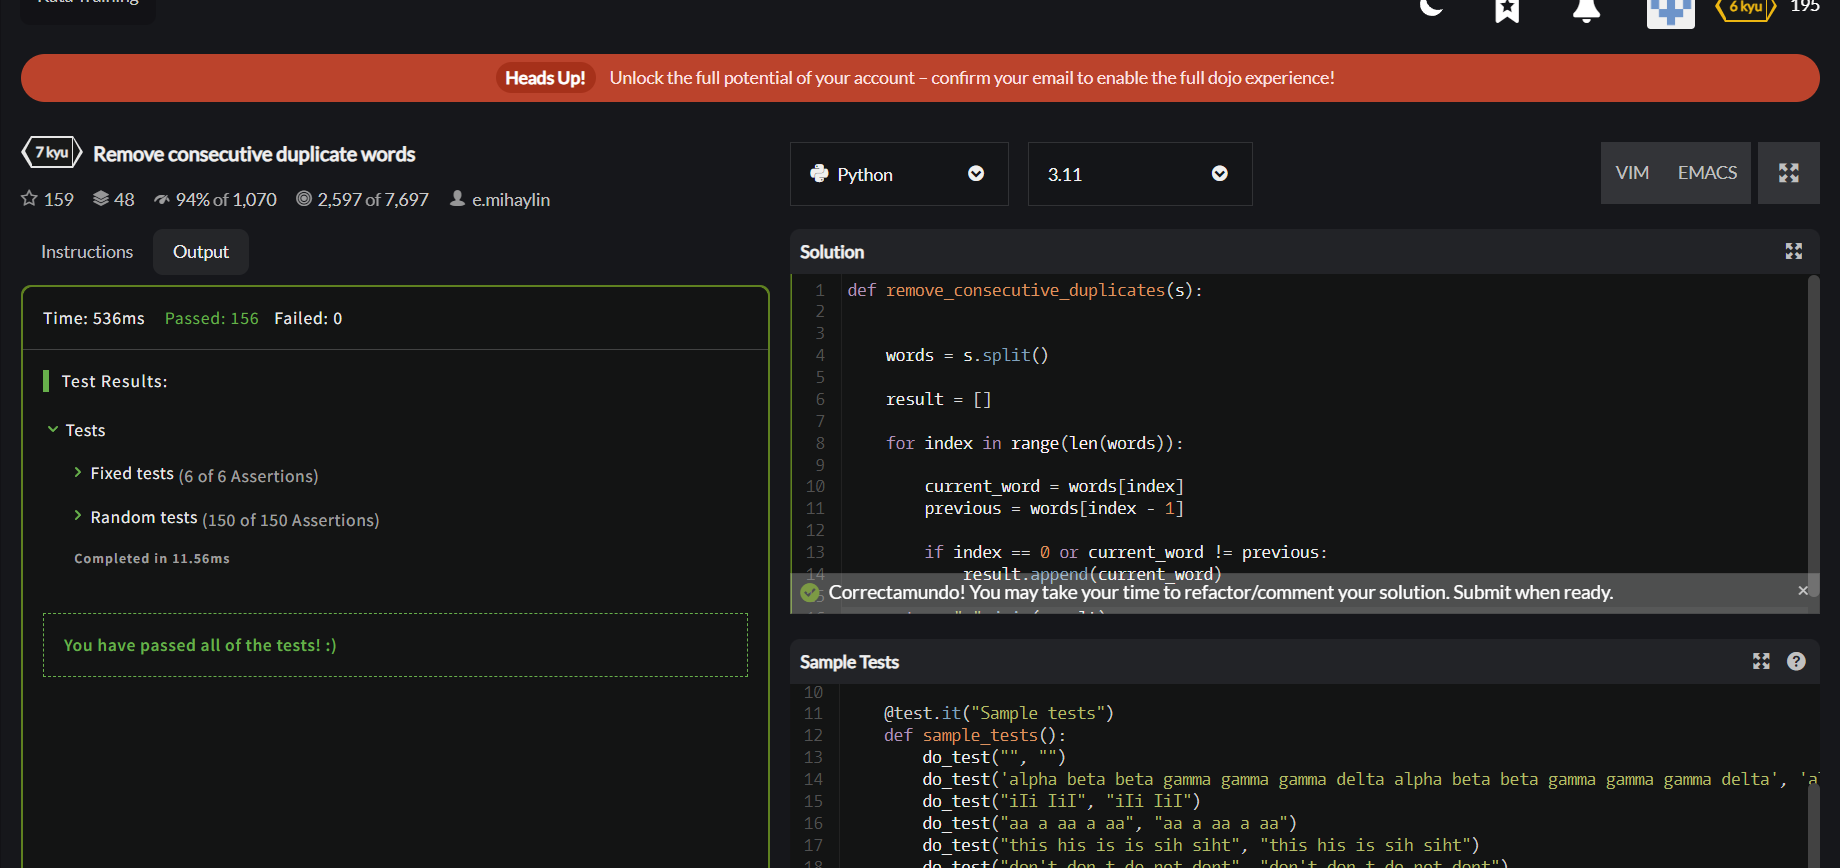 Kata Training
6 kyu 195
Heads Up! Unlock the full potential of your account – confirm your email to enable the full dojo experience!
7 kyu Remove consecutive duplicate words
159 48 94% of 1,070 2,597 of 7,697 e.mihaylin
Instructions Output
Time: 536ms Passed: 156 Failed: 0
Test Results:
Tests
Fixed tests (6 of 6 Assertions)
Random tests (150 of 150 Assertions)
Completed in 11.56ms
You have passed all of the tests! :)
Python 3.11 VIM EMACS
Solution
1 def remove_consecutive_duplicates(s):
2
3
4 words = s.split()
5
6 result = []
7
8 for index in range(len(words)):
9
10 current_word = words[index]
11 previous = words[index - 1]
12
13 if index == 0 or current_word != previous:
14 result.append(current_word)
Correctamundo! You may take your time to refactor/comment your solution. Submit when ready. ×
Sample Tests ?
10
11 @test.it("Sample tests")
12 def sample_tests():
13 do_test("", "")
14 do_test('alpha beta beta gamma gamma gamma delta alpha beta beta gamma gamma gamma delta', 'al
15 do_test("iIi IiI", "iIi IiI")
16 do_test("aa a aa a aa", "aa a aa a aa")
17 do_test("this his is is sih siht", "this his is sih siht")
18 do_test("don't don t do not dont", "don't don t do not dont")